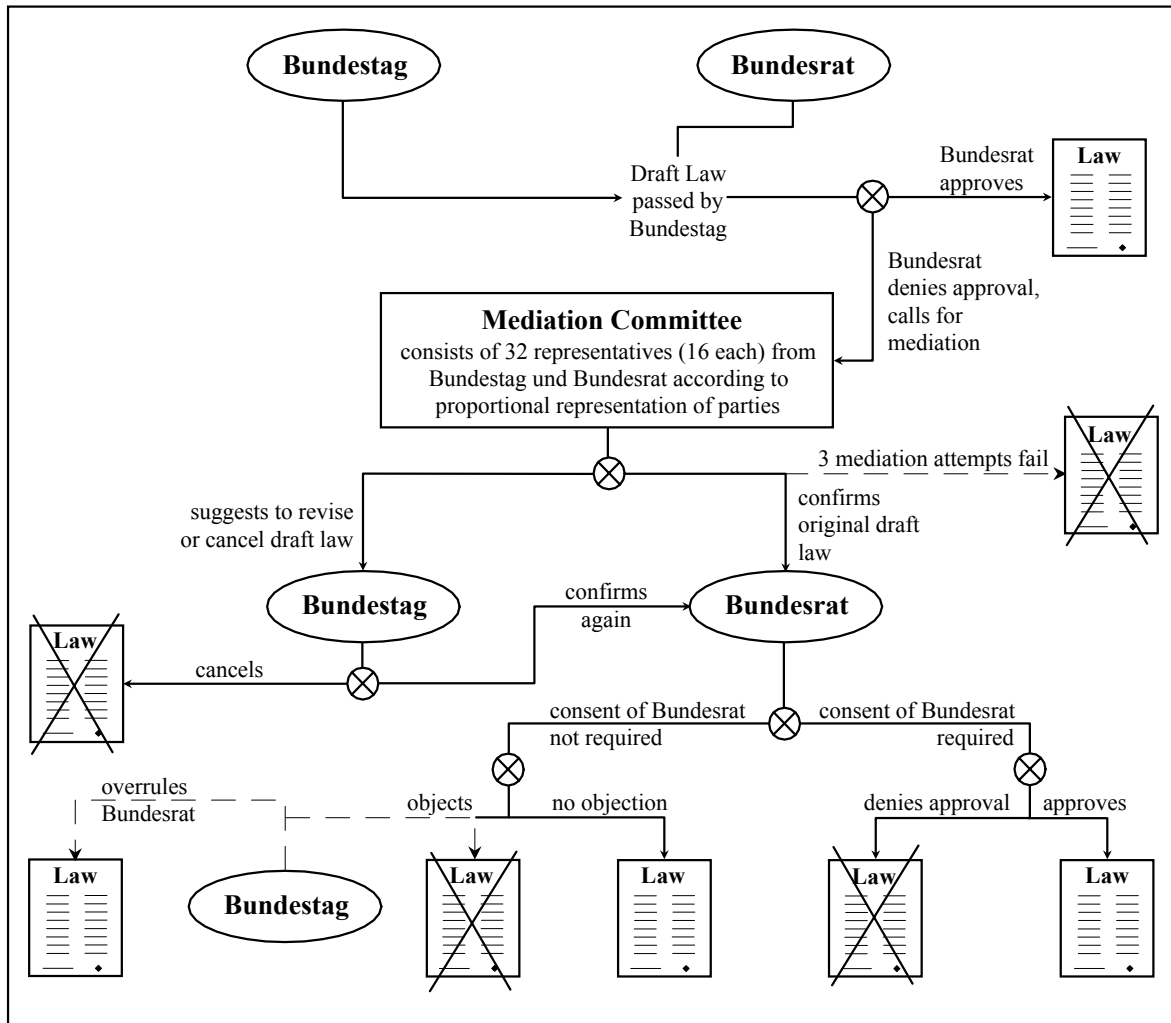 Bundestag
Bundesrat
Draft Law
passed by
Bundestag
Bundesrat
approves
Law
Bundesrat
denies approval,
calls for
mediation
Mediation Committee
consists of 32 representatives (16 each) from
Bundestag und Bundesrat according to
proportional representation of parties
3 mediation attempts fail
Law
suggests to revise
or cancel draft law
confirms
original draft
law
Bundestag
confirms
again
Bundesrat
Law
cancels
consent of Bundesrat
not required
consent of Bundesrat
required
overrules
Bundesrat
objects
no objection
denies approval
approves
Law
Bundestag
Law
Law
Law
Law